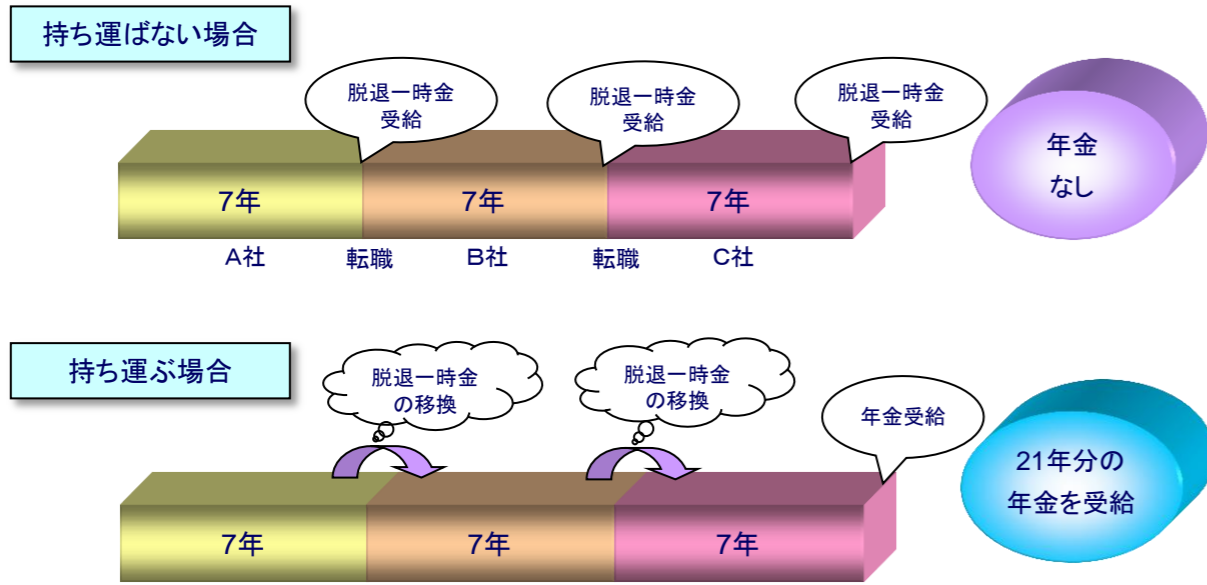 持ち運ばない場合
脱退一時金
受給
脱退一時金
受給
脱退一時金
受給
年金
なし
7年
7年
7年
A社
転職
B社
転職
C社
持ち運ぶ場合
脱退一時金
の移換
脱退一時金
の移換
年金受給
21年分の
年金を受給
7年
7年
7年